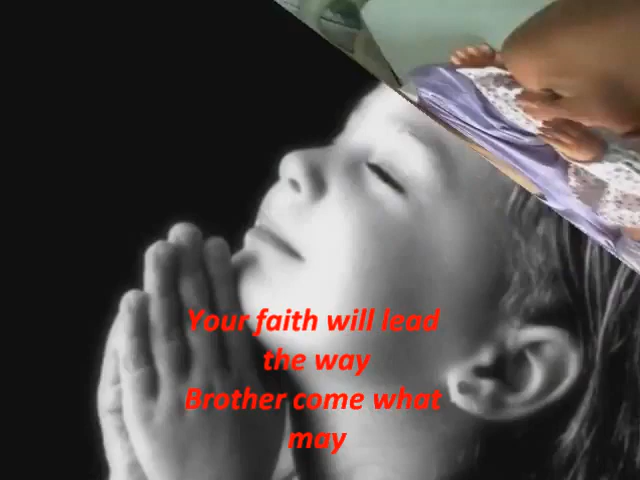 Your faith will lead
the way
Brother come what
may